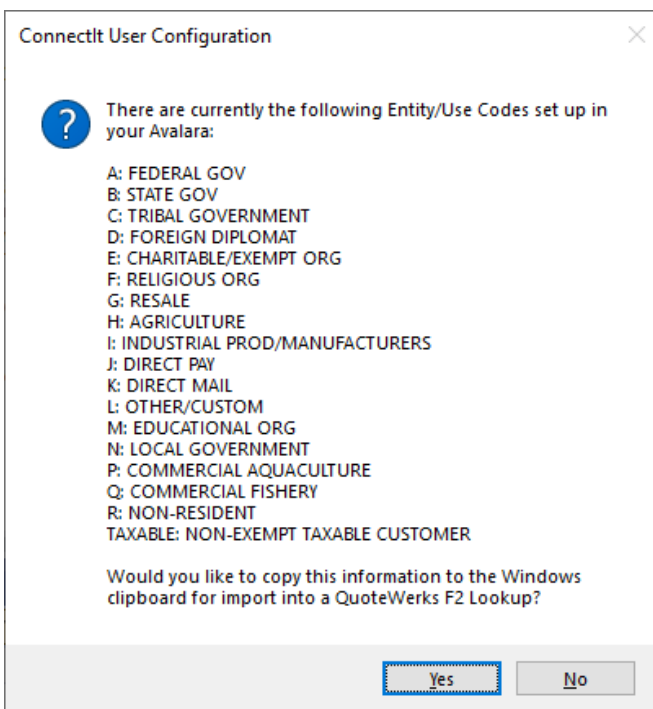 ConnectIt User Configuration
?
There are currently the following Entity/Use Codes set up in
your Avalara:
A: FEDERAL GOV
B: STATE GOV
C: TRIBAL GOVERNMENT
D: FOREIGN DIPLOMAT
E: CHARITABLE/EXEMPT ORG
F: RELIGIOUS ORG
G: RESALE
H: AGRICULTURE
I: INDUSTRIAL PROD/MANUFACTURERS
J: DIRECT PAY
K: DIRECT MAIL
L: OTHER/CUSTOM
M: EDUCATIONAL ORG
N: LOCAL GOVERNMENT
P: COMMERCIAL AQUACULTURE
Q: COMMERCIAL FISHERY
R: NON-RESIDENT
TAXABLE: NON-EXEMPT TAXABLE CUSTOMER
Would you like to copy this information to the Windows
clipboard for import into a QuoteWerks F2 Lookup?
Yes
No